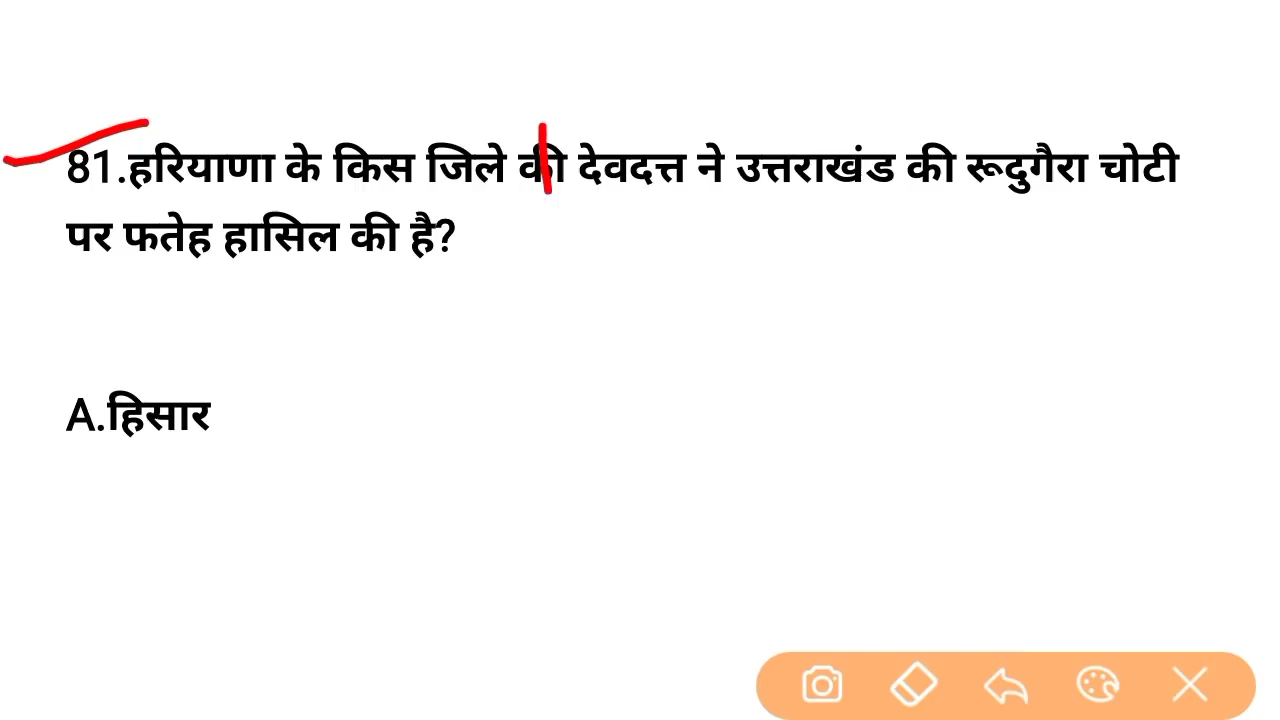 81.हरियाणा के किस जिले की देवदत्त ने उत्तराखंड की रूदुगैरा चोटी
पर फतेह हासिल की है?
A.हिसार